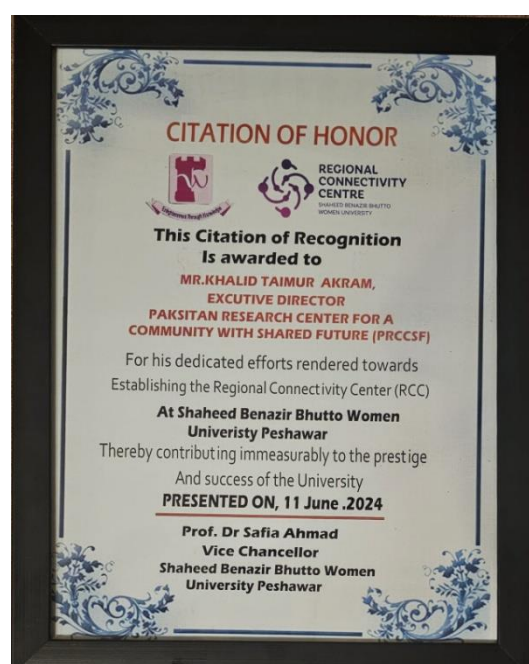 CITATION OF HONOR
REGIONAL
CONNECTIVITY
CENTRE
SHAHEED BENAZIR BHUTTO
WOMEN UNIVERSITY
Enlightenment Through Knowledge
This Citation of Recognition
Is awarded to
MR.KHALID TAIMUR AKRAM,
EXCUTIVE DIRECTOR
PAKSITAN RESEARCH CENTER FOR A
COMMUNITY WITH SHARED FUTURE (PRCCSF)
For his dedicated efforts rendered towards
Establishing the Regional Connectivity Center (RCC)
At Shaheed Benazir Bhutto Women
Univeristy Peshawar
Thereby contributing immeasurably to the prestige
And success of the University
PRESENTED ON, 11 June .2024
Prof. Dr Safia Ahmad
Vice Chancellor
Shaheed Benazir Bhutto Women
University Peshawar